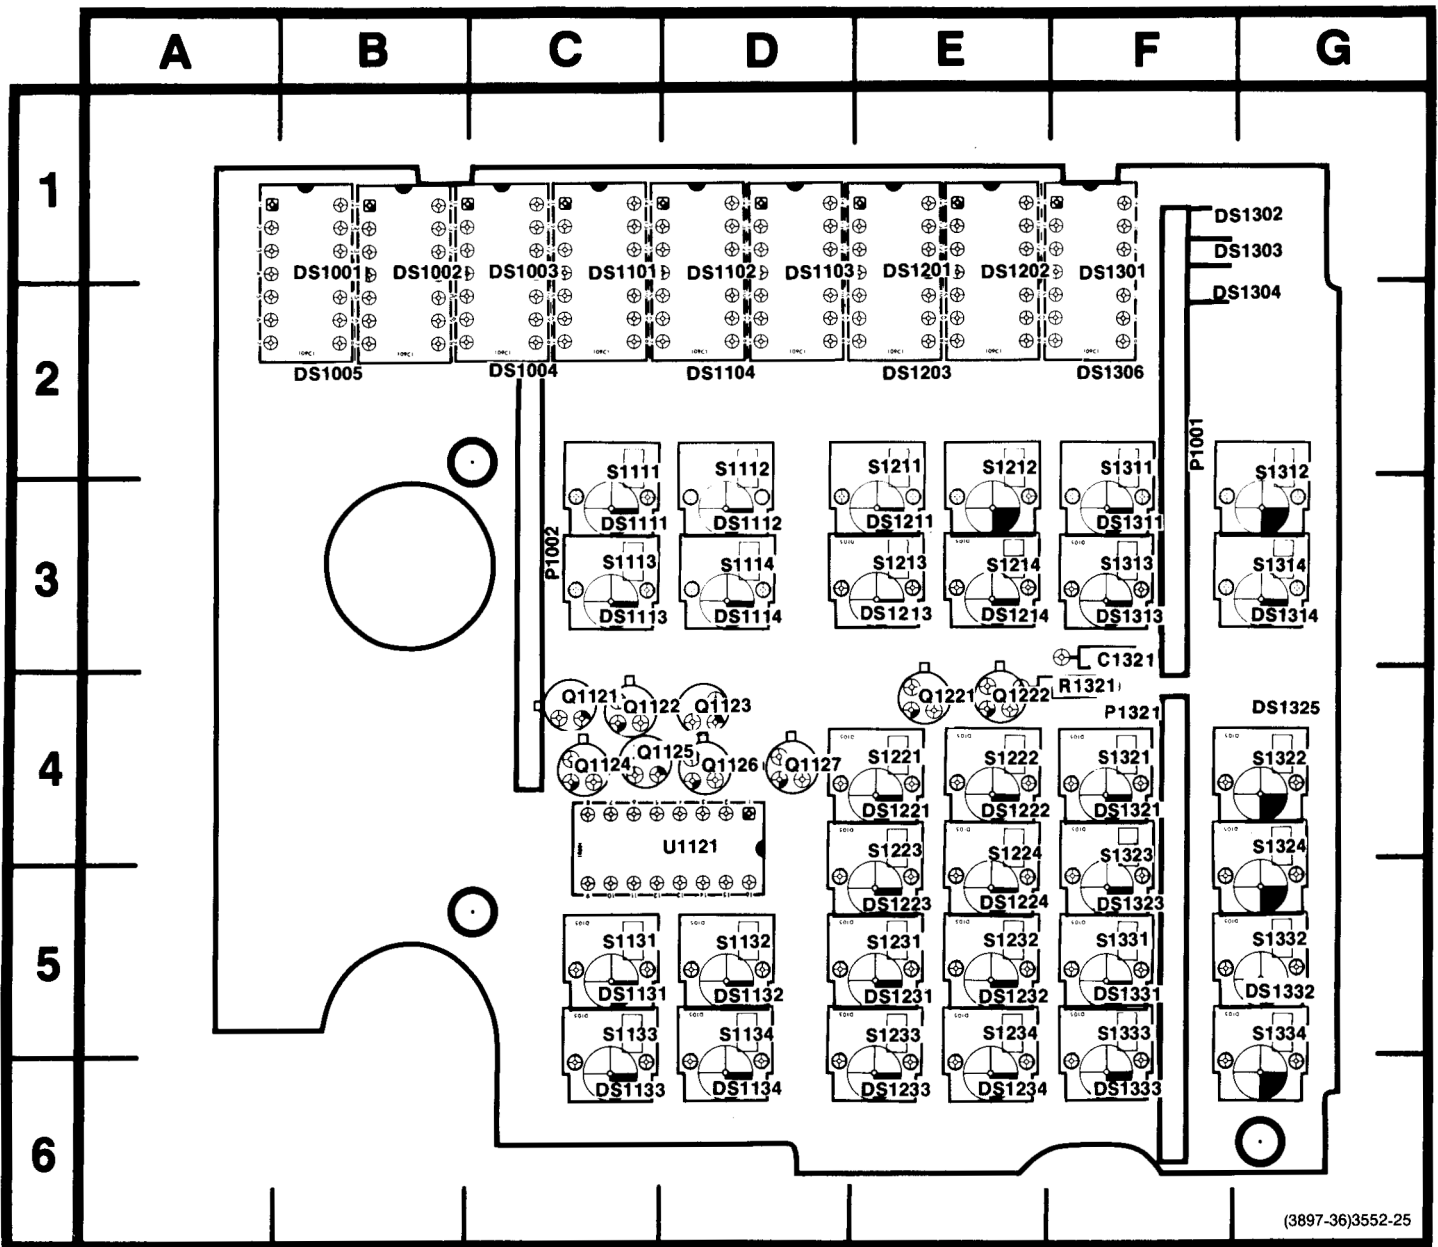 A B C D E F G
1
DS1302
DS1303
DS1001 DS1002 DS1003 DS1101 DS1102 DS1103 DS1201 DS1202 DS1301
DS1304
2
DS1005 DS1004 DS1104 DS1203 DS1306
P1001
S1111 S1112 S1211 S1212 S1311 S1312
DS1111 DS1112 DS1211 DS1311
P1002
3
S1113 S1114 S1213 S1214 S1313 S1314
DS1113 DS1114 DS1213 DS1214 DS1313 DS1314
C1321
R1321
Q1121 Q1122 Q1123 Q1221 Q1222
P1321 DS1325
4
Q1124 Q1125 Q1126 Q1127
S1221 S1222 S1321 S1322
DS1221 DS1222 DS1321
U1121
S1223 S1224 S1323 S1324
DS1223 DS1224 DS1323
5
S1131 S1132 S1231 S1232 S1331 S1332
DS1131 DS1132 DS1231 DS1232 DS1331 DS1332
S1133 S1134 S1233 S1234 S1333 S1334
DS1133 DS1134 DS1233 DS1234 DS1333
6
(3897-36)3552-25